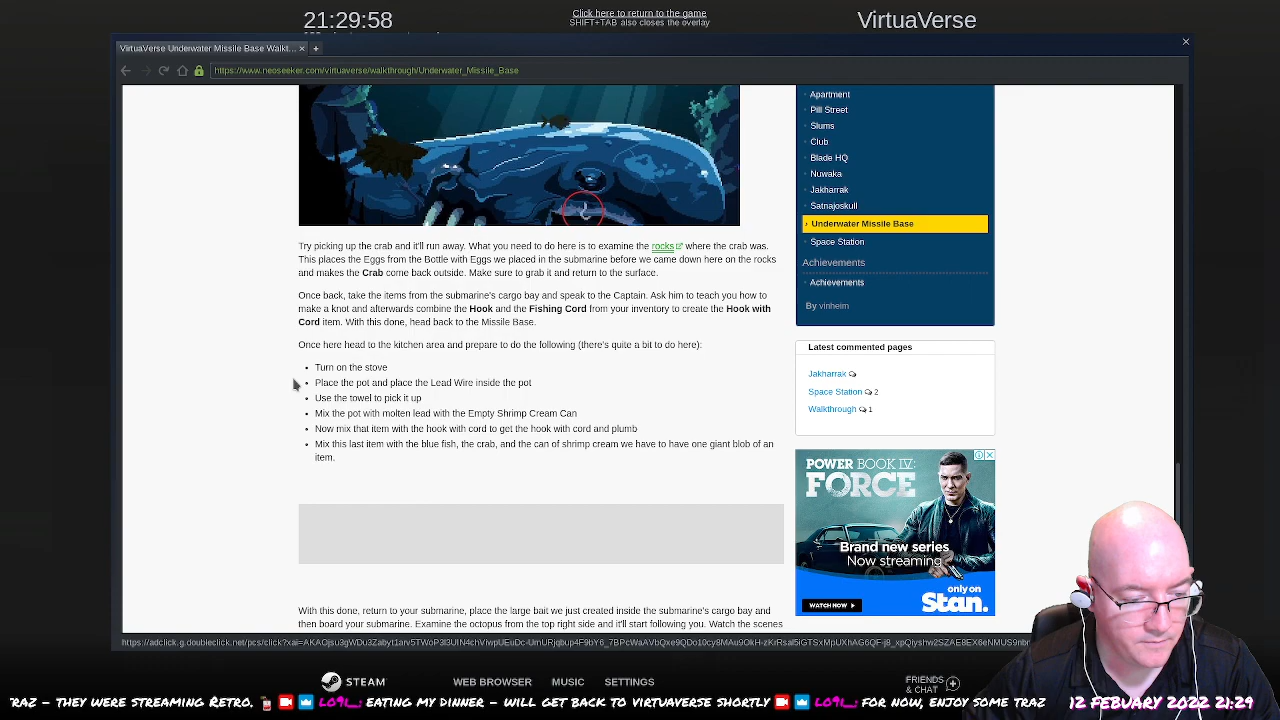 21:29:58
Click here to return to the game
SHIFT+TAB also closes the overlay
VirtuaVerse
VirtuaVerse Underwater Missile Base Walkt...
https://www.neoseeker.com/virtuaverse/walkthrough/Underwater_Missile_Base
Try picking up the crab and it'll run away. What you need to do here is to examine the rocks where the crab was.
This places the Eggs from the Bottle with Eggs we placed in the submarine before we came down here on the rocks
and makes the Crab come back outside. Make sure to grab it and return to the surface.
Once back, take the items from the submarine's cargo bay and speak to the Captain. Ask him to teach you how to
make a knot and afterwards combine the Hook and the Fishing Cord from your inventory to create the Hook with
Cord item. With this done, head back to the Missile Base.
Once here head to the kitchen area and prepare to do the following (there's quite a bit to do here):
• Turn on the stove
• Place the pot and place the Lead Wire inside the pot
• Use the towel to pick it up
• Mix the pot with molten lead with the Empty Shrimp Cream Can
• Now mix that item with the hook with cord to get the hook with cord and plumb
• Mix this last item with the blue fish, the crab, and the can of shrimp cream we have to have one giant blob of an
item.
With this done, return to your submarine, place the large bait we just created inside the submarine's cargo bay and
then board your submarine. Examine the octopus from the top right side and it'll start following you. Watch the scenes
Apartment
Pill Street
Slums
Club
Blade HQ
Nuwaka
Jakharrak
Satnajoskull
› Underwater Missile Base
Space Station
Achievements
Achievements
By vinheim
Latest commented pages
Jakharrak
Space Station 2
Walkthrough 1
POWER BOOK IV:
FORCE
Brand new series
Now streaming
only on
Stan.
WATCH NOW
STEAM
WEB BROWSER
MUSIC
SETTINGS
FRIENDS
& CHAT
TRAZ - THEY WERE STREAMING RETRO. LO91_: EATING MY DINNER - WILL GET BACK TO VIRTUAVERSE SHORTLY LO91_: FOR NOW, ENJOY SOME TRAZ
12 FEBUARY 2022 21:29